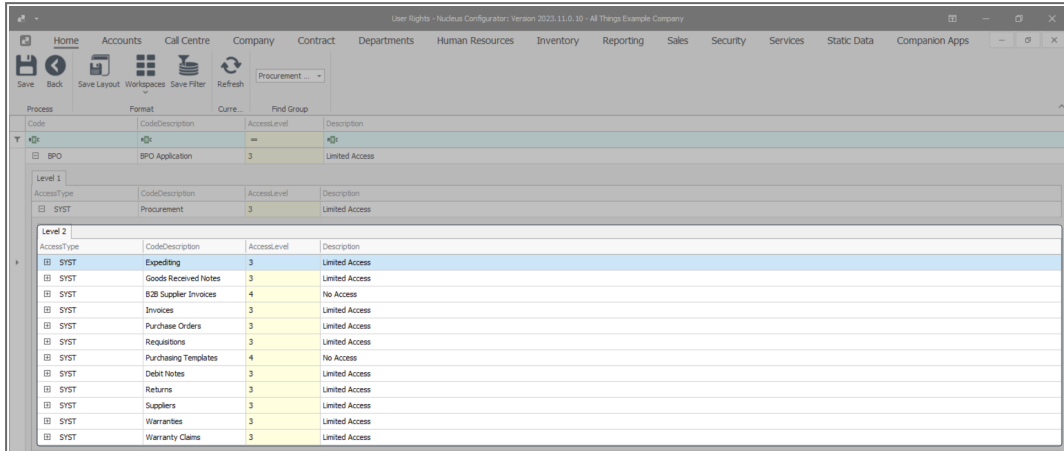 User Rights - Nucleus Configurator: Version 2023.11.0.10 - All Things Example Company
Home Accounts Call Centre Company Contract Departments Human Resources Inventory Reporting Sales Security Services Static Data Companion Apps
Procurement ...
Save Back Save Layout Workspaces Save Filter Refresh
Process Format Curre... Find Group
Code CodeDescription AccessLevel Description
=
BPO BPO Application 3 Limited Access
Level 1
AccessType CodeDescription AccessLevel Description
SYST Procurement 3 Limited Access
Level 2
AccessType CodeDescription AccessLevel Description
SYST Expediting 3 Limited Access
SYST Goods Received Notes 3 Limited Access
SYST B2B Supplier Invoices 4 No Access
SYST Invoices 3 Limited Access
SYST Purchase Orders 3 Limited Access
SYST Requisitions 3 Limited Access
SYST Purchasing Templates 4 No Access
SYST Debit Notes 3 Limited Access
SYST Returns 3 Limited Access
SYST Suppliers 3 Limited Access
SYST Warranties 3 Limited Access
SYST Warranty Claims 3 Limited Access